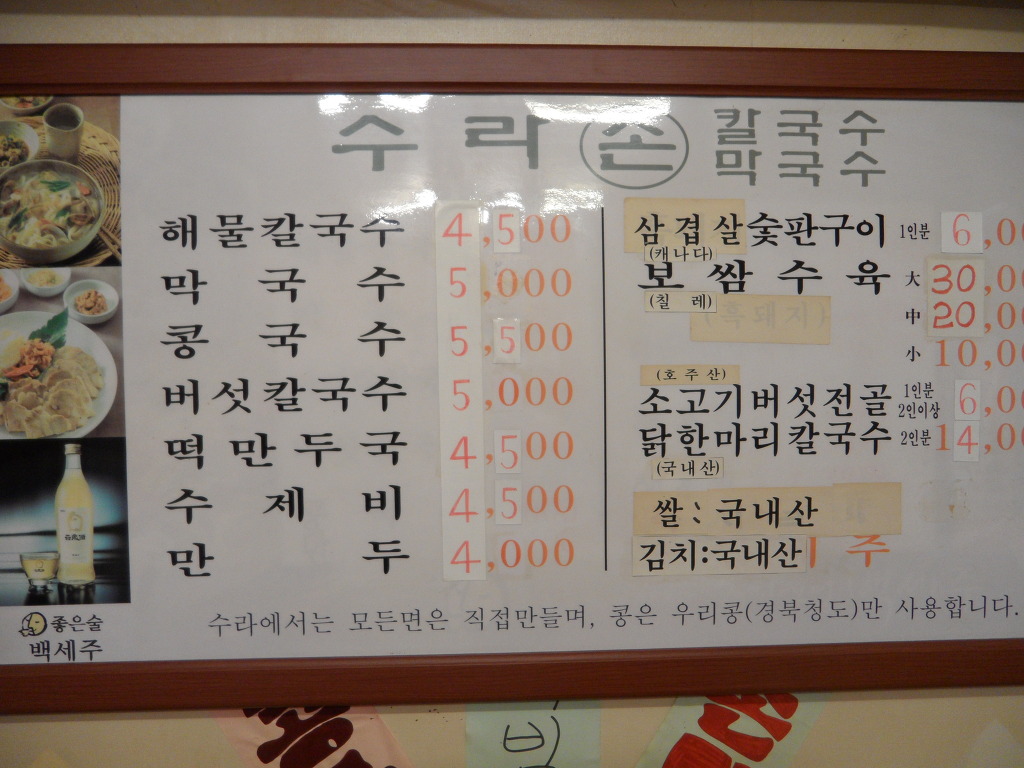 수라 손 칼국수
막국수
해물칼국수 4,500
막국수 5,000
콩국수 5,500
버섯칼국수 5,000
떡만두국 4,500
수제비 4,500
만두 4,000
삼겹살숯판구이 1인분 6,00
(캐나다)
보쌈수육 大 30,00
(칠레)
中 20,00
小 10,00
(호주산)
소고기버섯전골 1인분 2인이상 6,00
닭한마리칼국수 2인분 14,00
(국내산)
쌀: 국내산
김치:국내산 주
수라에서는 모든면은 직접만들며, 콩은 우리콩(경북청도)만 사용합니다.
좋은술
백세주